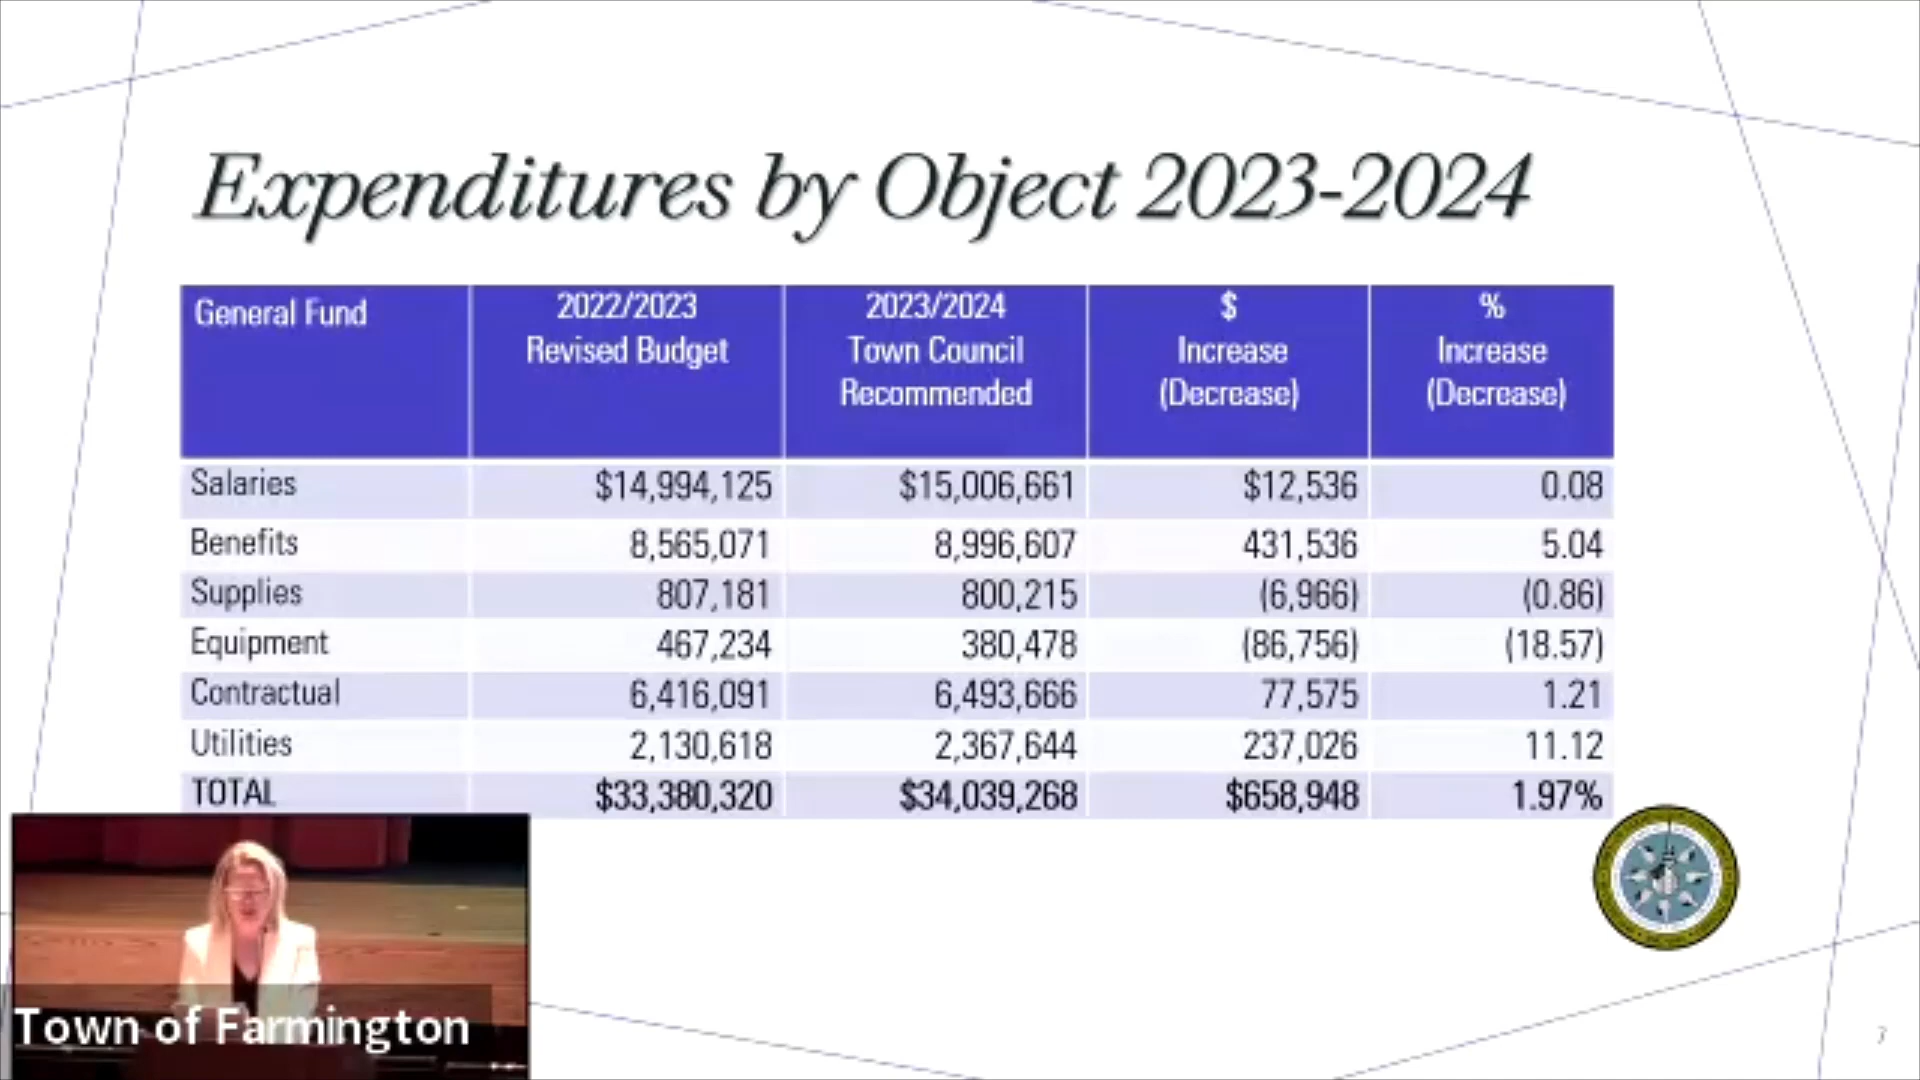 Expenditures by Object 2023-2024
General Fund
2022/2023
Revised Budget
2023/2024
Town Council
Recommended
$
Increase
(Decrease)
%
Increase
(Decrease)
Salaries $14,994,125 $15,006,661 $12,536 0.08
Benefits 8,565,071 8,996,607 431,536 5.04
Supplies 807,181 800,215 (6,966) (0.86)
Equipment 467,234 380,478 (86,756) (18.57)
Contractual 6,416,091 6,493,666 77,575 1.21
Utilities 2,130,618 2,367,644 237,026 11.12
TOTAL $33,380,320 $34,039,268 $658,948 1.97%
Town of Farmington